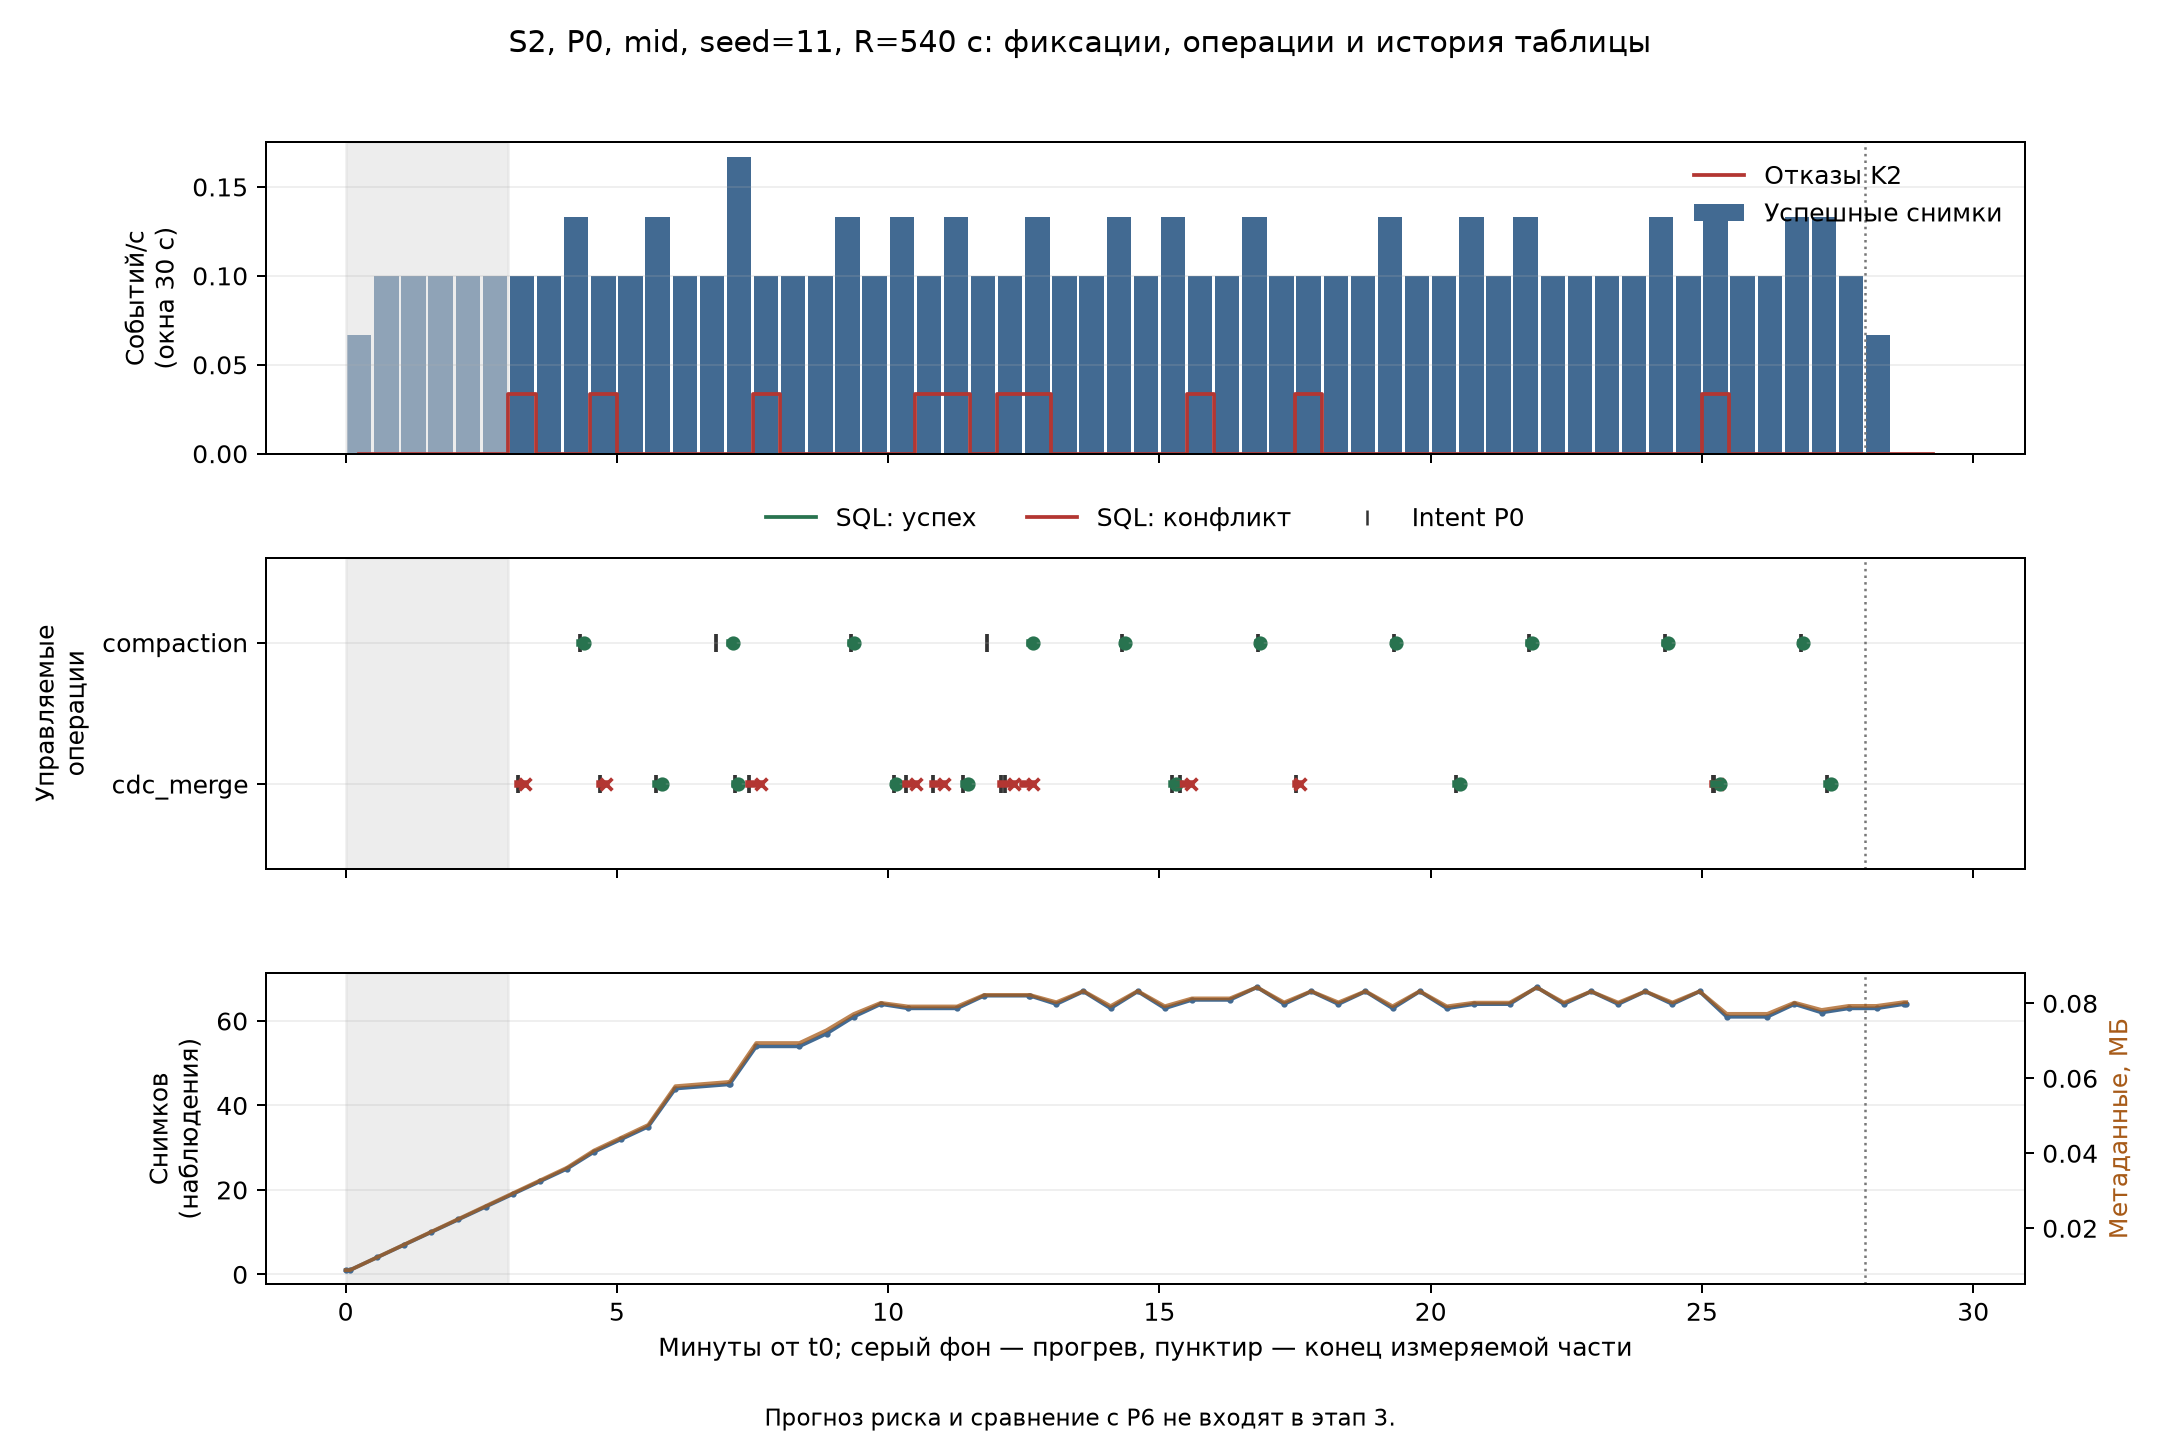 S2, P0, mid, seed=11, R=540 с: фиксации, операции и история таблицы
Событий/с
(окна 30 с)
0.15
0.10
0.05
0.00
Отказы K2
Успешные снимки
SQL: успех
SQL: конфликт
Intent P0
Управляемые
операции
compaction
cdc_merge
Снимков
(наблюдения)
60
40
20
0
0.08
0.06
0.04
0.02
Метаданные, МБ
0
5
10
15
20
25
30
Минуты от t0; серый фон — прогрев, пунктир — конец измеряемой части
Прогноз риска и сравнение с P6 не входят в этап 3.